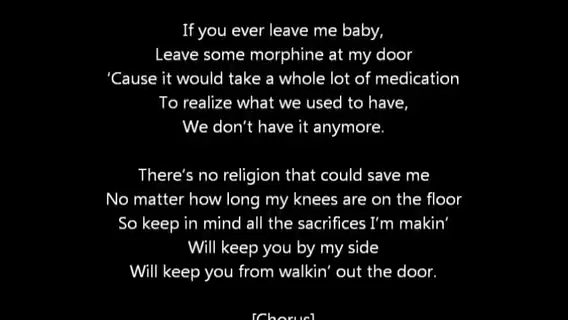 If you ever leave me baby,
Leave some morphine at my door
‘Cause it would take a whole lot of medication
To realize what we used to have,
We don’t have it anymore.
There’s no religion that could save me
No matter how long my knees are on the floor
So keep in mind all the sacrifices I’m makin’
Will keep you by my side
Will keep you from walkin’ out the door.
[Chorus]